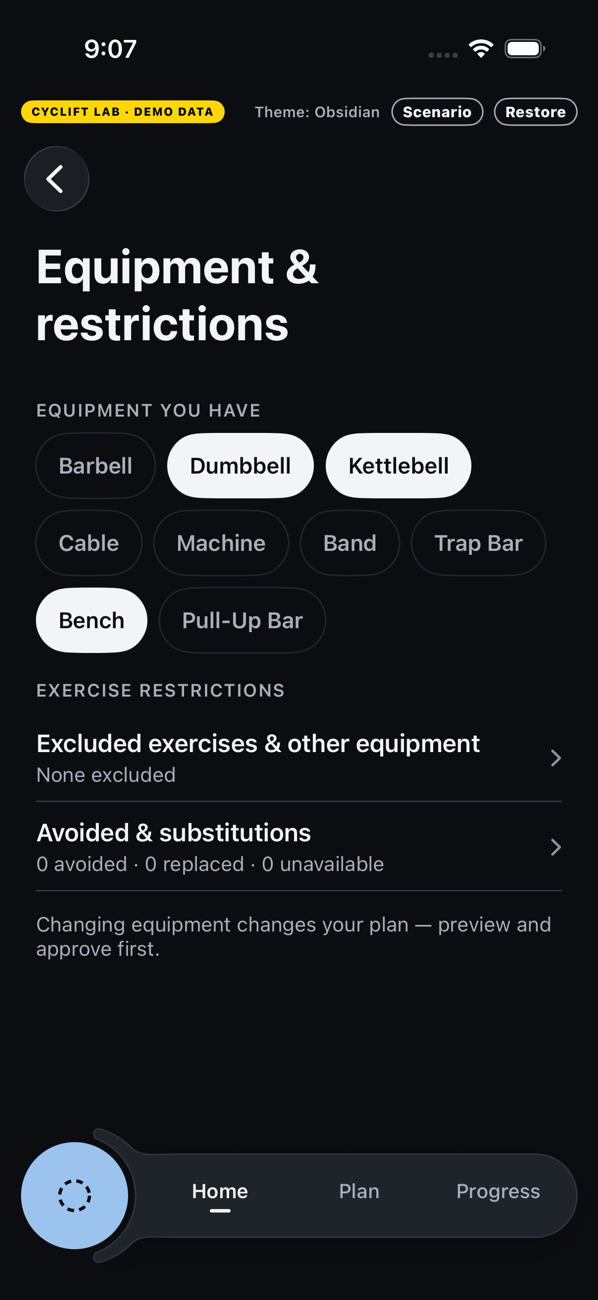 9:07
CYCLIFT LAB · DEMO DATA Theme: Obsidian Scenario Restore
Equipment &
restrictions
EQUIPMENT YOU HAVE
Barbell Dumbbell Kettlebell
Cable Machine Band Trap Bar
Bench Pull-Up Bar
EXERCISE RESTRICTIONS
Excluded exercises & other equipment
None excluded
Avoided & substitutions
0 avoided · 0 replaced · 0 unavailable
Changing equipment changes your plan — preview and
approve first.
Home Plan Progress